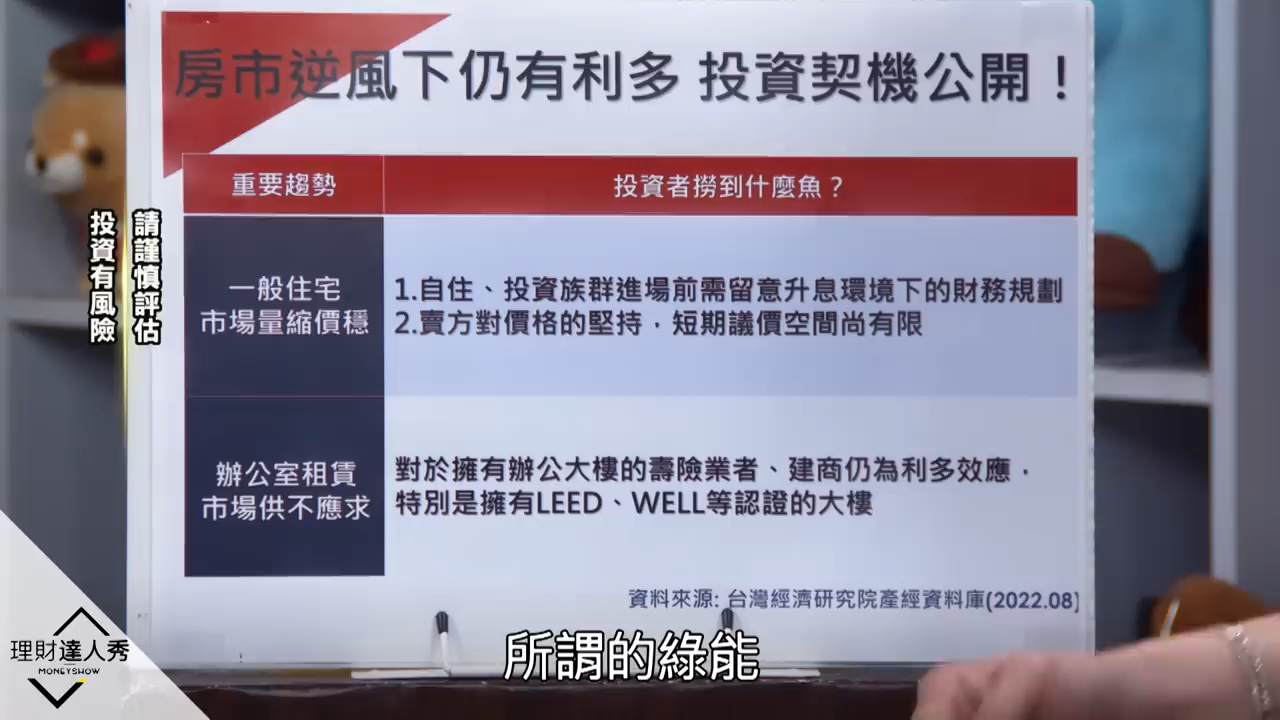 房市逆風下仍有利多 投資契機公開！
重要趨勢
投資者撈到什麼魚？
一般住宅
市場量縮價穩
1.自住、投資族群進場前需留意升息環境下的財務規劃
2.賣方對價格的堅持，短期議價空間尚有限
辦公室租賃
市場供不應求
對於擁有辦公大樓的壽險業者、建商仍為利多效應，
特別是擁有LEED、WELL等認證的大樓
資料來源: 台灣經濟研究院產經資料庫(2022.08)
請謹慎評估
投資有風險
所謂的綠能
理財達人秀
MONEYSHOW